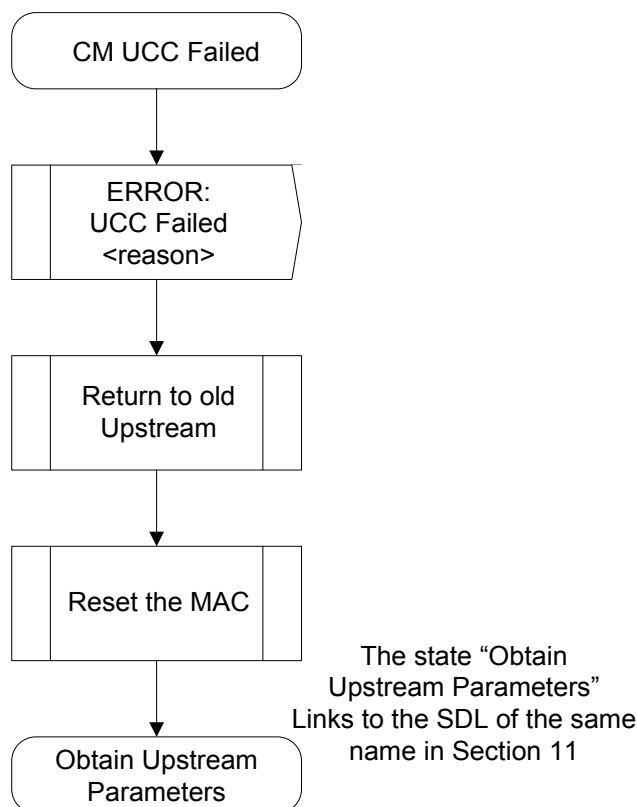 CM UCC Failed
ERROR:
UCC Failed
<reason>
Return to old
Upstream
Reset the MAC
The state “Obtain
Upstream Parameters”
Links to the SDL of the same
name in Section 11
Obtain Upstream
Parameters